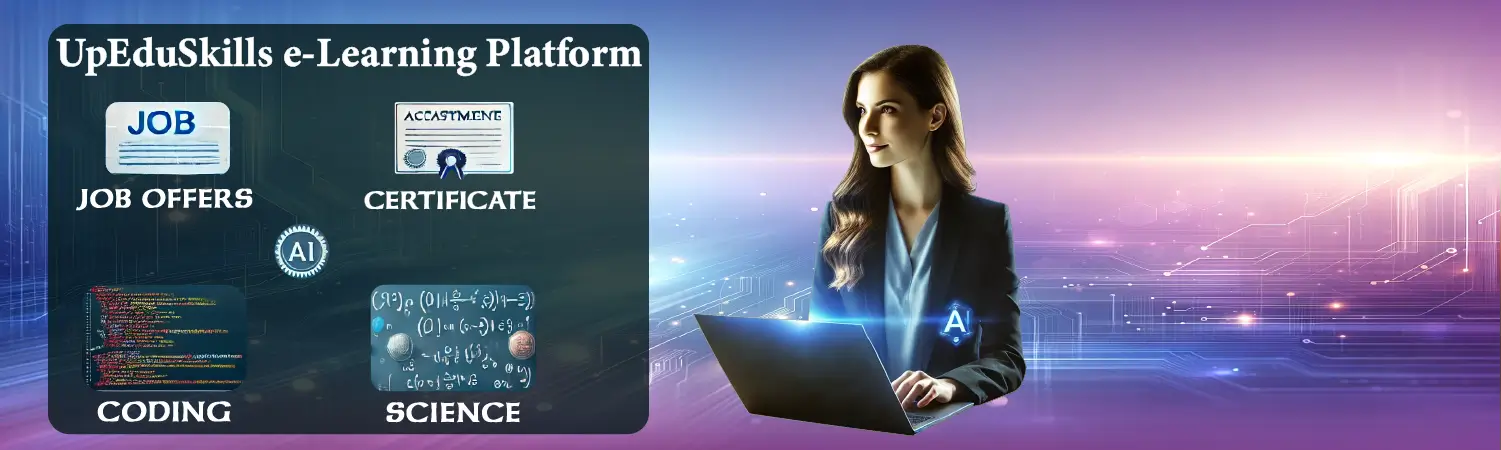 UpEduSkills e-Learning Platform
JOB
ACCASTMENE
JOB OFFERS
CERTIFICATE
AI
AI
CODING
SCIENCE